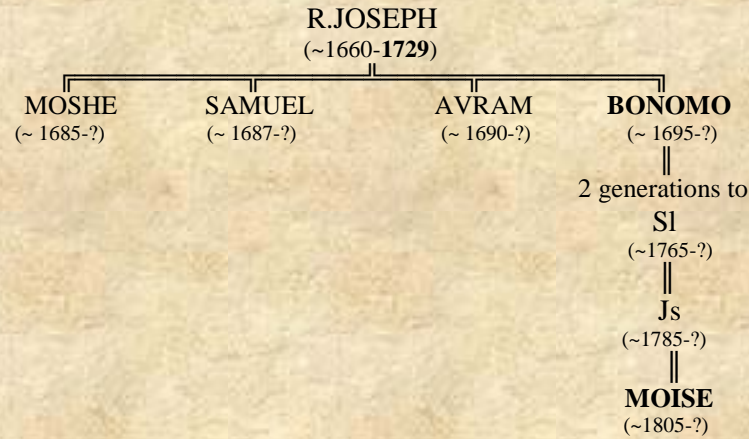 R.JOSEPH
(~1660-1729)
MOSHE SAMUEL AVRAM BONOMO
(~ 1685-?) (~ 1687-?) (~ 1690-?) (~ 1695-?)
2 generations to
Sl
(~1765-?)
Js
(~1785-?)
MOISE
(~1805-?)